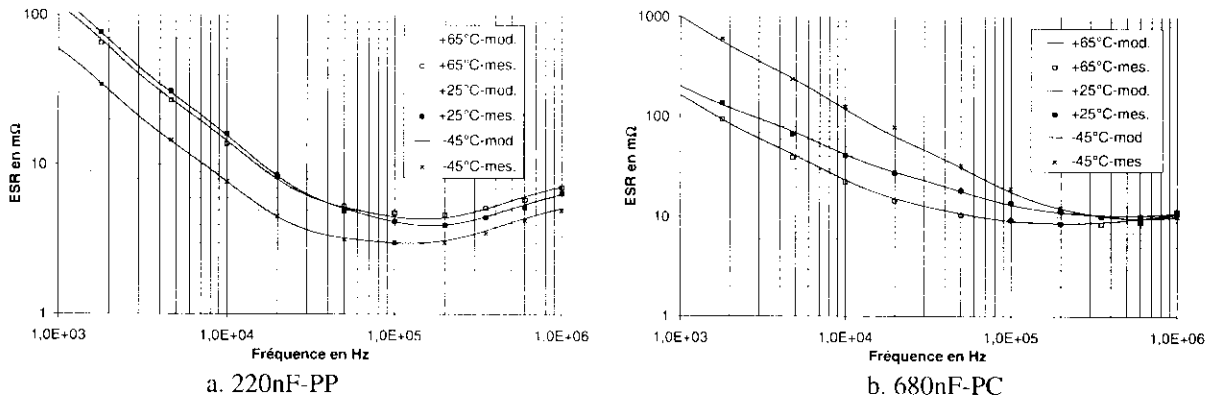 100
10
1
ESR en mΩ
+65°C-mod.
+65°C-mes.
+25°C-mod.
+25°C-mes.
-45°C-mod
-45°C-mes.
1,0E+03
1,0E+04
1,0E+05
1,0E+06
Fréquence en Hz
a. 220nF-PP
1000
100
10
1
ESR en mΩ
+65°C-mod.
+65°C-mes.
+25°C-mod.
+25°C-mes.
-45°C-mod
-45°C-mes
1,0E+03
1,0E+04
1,0E+05
1,0E+06
Fréquence en Hz
b. 680nF-PC